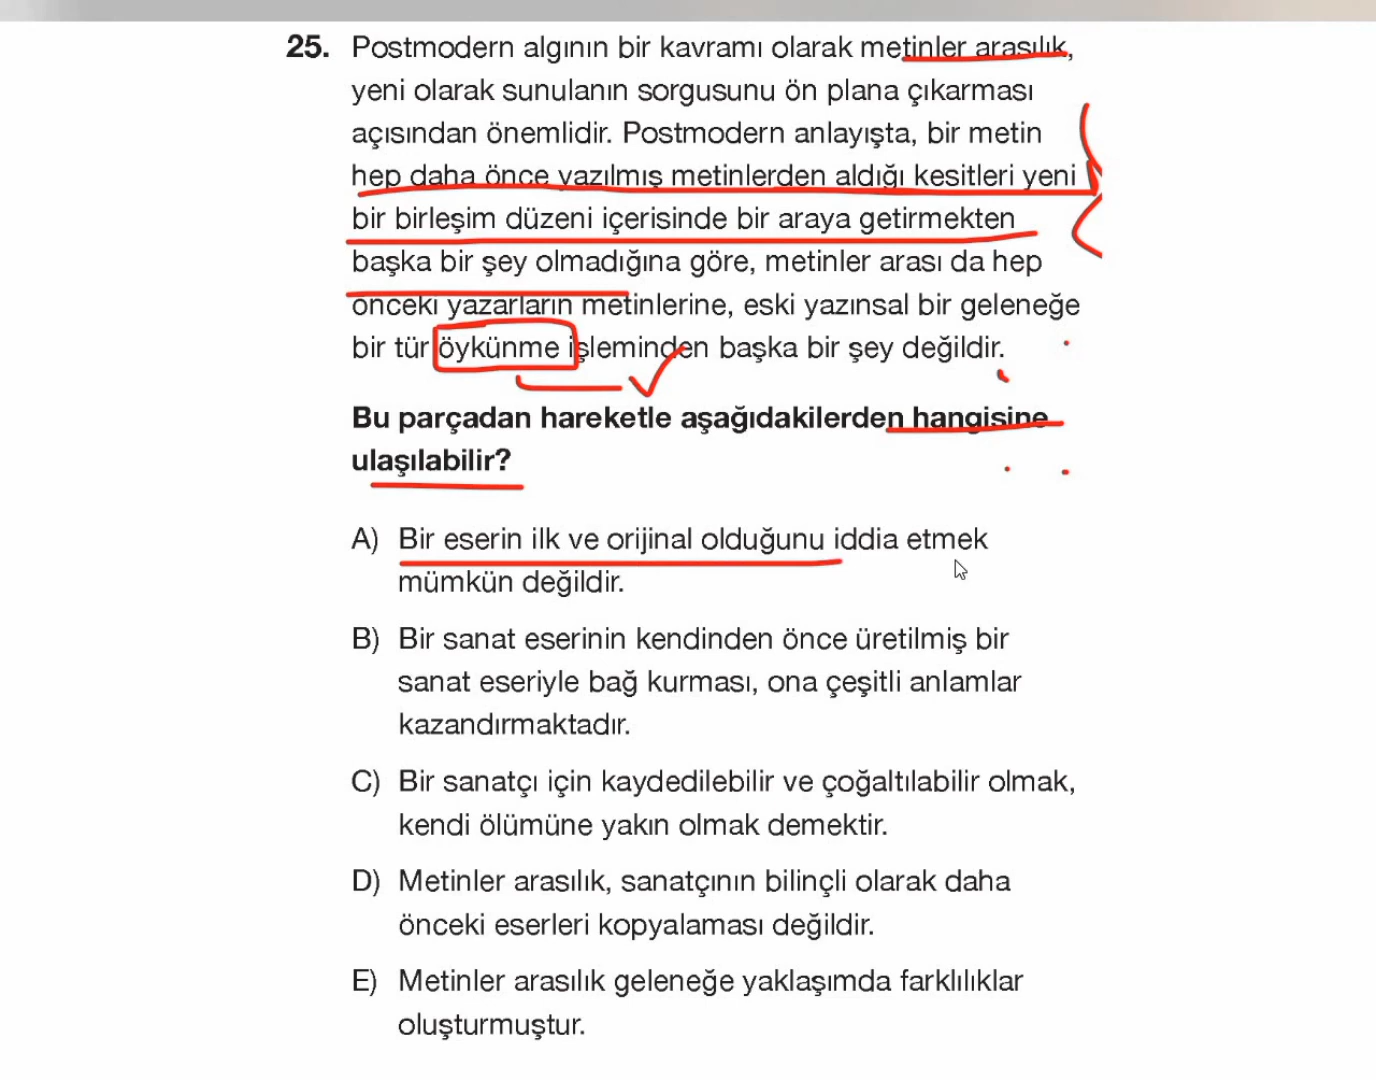 25. Postmodern algının bir kavramı olarak metinler arasılık,
yeni olarak sunulanın sorgusunu ön plana çıkarması
açısından önemlidir. Postmodern anlayışta, bir metin
hep daha önce yazılmış metinlerden aldığı kesitleri yeni
bir birleşim düzeni içerisinde bir araya getirmekten
başka bir şey olmadığına göre, metinler arası da hep
önceki yazarların metinlerine, eski yazınsal bir geleneğe
bir tür öykünme işleminden başka bir şey değildir.
Bu parçadan hareketle aşağıdakilerden hangisine
ulaşılabilir?
A) Bir eserin ilk ve orijinal olduğunu iddia etmek
mümkün değildir.
B) Bir sanat eserinin kendinden önce üretilmiş bir
sanat eseriyle bağ kurması, ona çeşitli anlamlar
kazandırmaktadır.
C) Bir sanatçı için kaydedilebilir ve çoğaltılabilir olmak,
kendi ölümüne yakın olmak demektir.
D) Metinler arasılık, sanatçının bilinçli olarak daha
önceki eserleri kopyalaması değildir.
E) Metinler arasılık geleneğe yaklaşımda farklılıklar
oluşturmuştur.